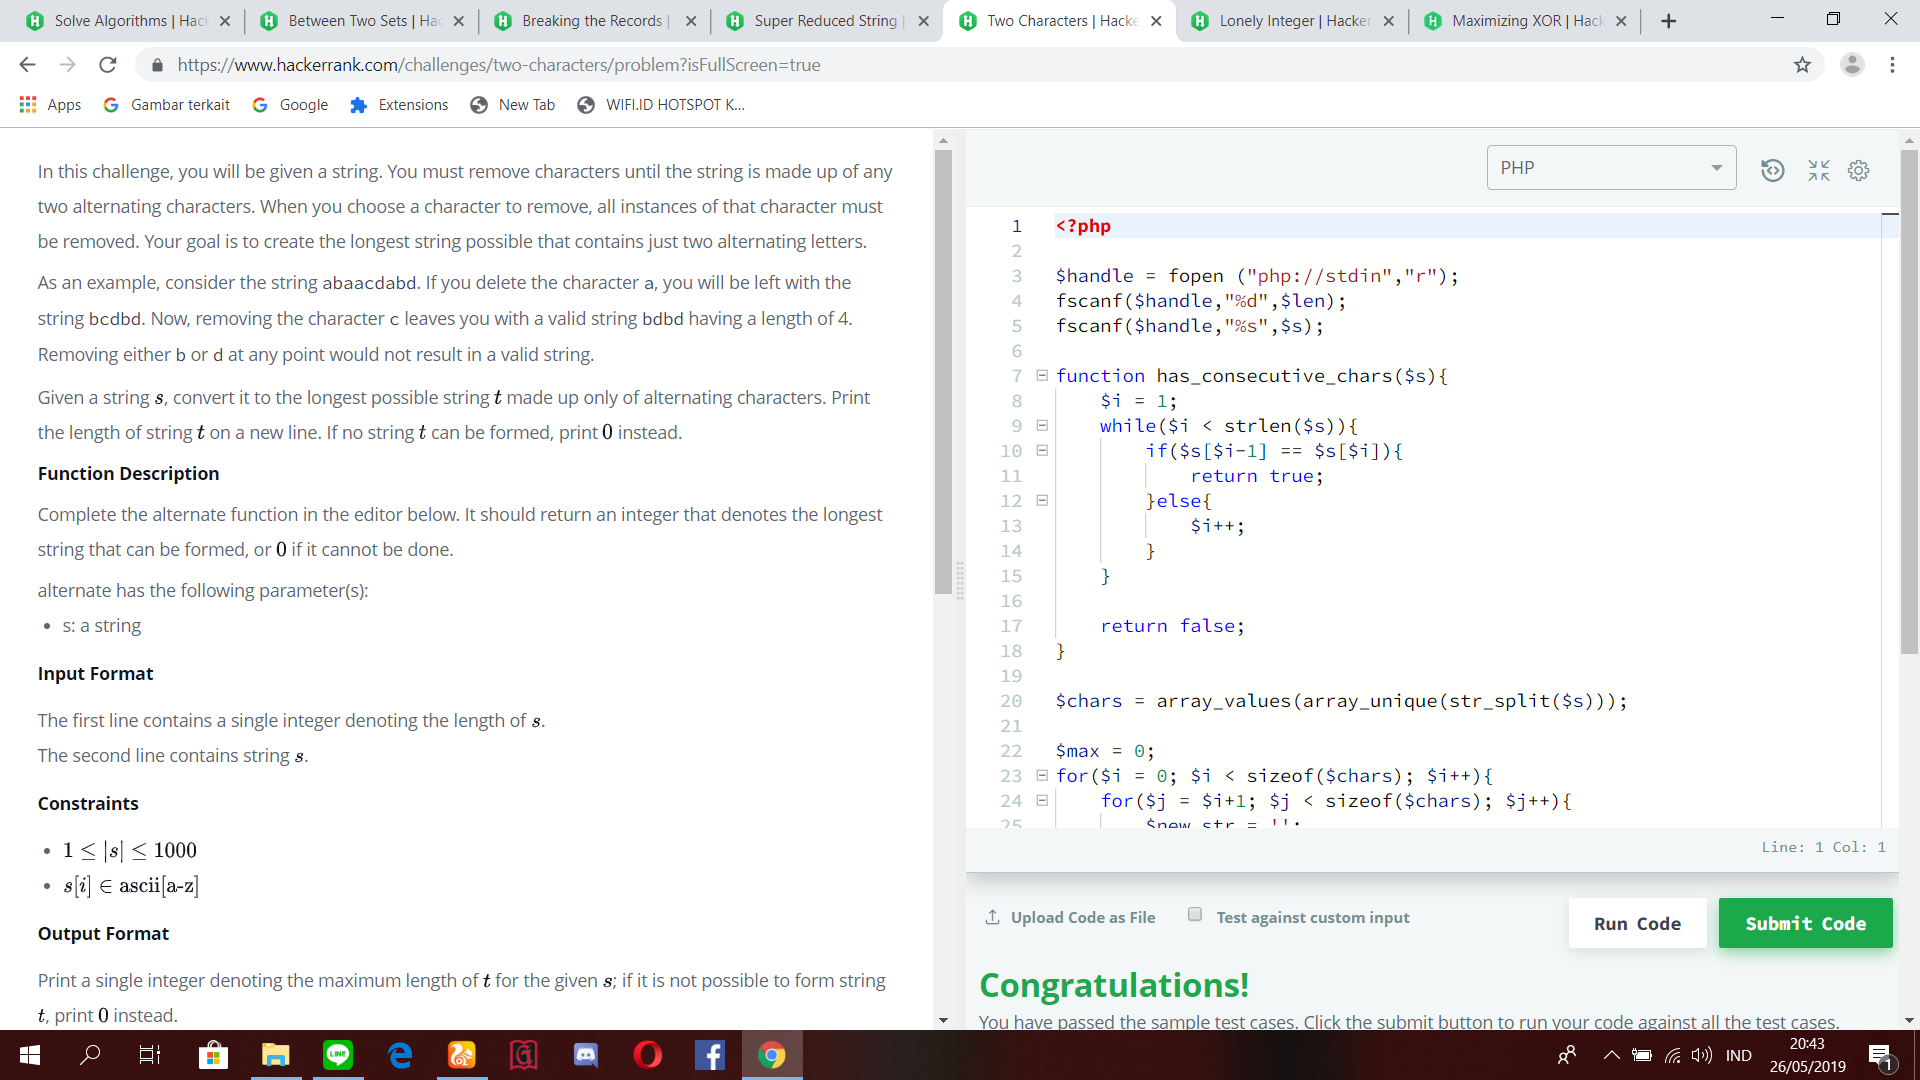 Solve Algorithms | Hac
Between Two Sets | Hac
Breaking the Records |
Super Reduced String |
Two Characters | Hacke
Lonely Integer | Hacker
Maximizing XOR | Hack
https://www.hackerrank.com/challenges/two-characters/problem?isFullScreen=true
Apps
Gambar terkait
Google
Extensions
New Tab
WIFI.ID HOTSPOT K...
In this challenge, you will be given a string. You must remove characters until the string is made up of any
two alternating characters. When you choose a character to remove, all instances of that character must
be removed. Your goal is to create the longest string possible that contains just two alternating letters.
As an example, consider the string abaacdabd. If you delete the character a, you will be left with the
string bcdbd. Now, removing the character c leaves you with a valid string bdbd having a length of 4.
Removing either b or d at any point would not result in a valid string.
Given a string s, convert it to the longest possible string t made up only of alternating characters. Print
the length of string t on a new line. If no string t can be formed, print 0 instead.
Function Description
Complete the alternate function in the editor below. It should return an integer that denotes the longest
string that can be formed, or 0 if it cannot be done.
alternate has the following parameter(s):
• s: a string
Input Format
The first line contains a single integer denoting the length of s.
The second line contains string s.
Constraints
• 1 ≤ |s| ≤ 1000
• s[i] ∈ ascii[a-z]
Output Format
Print a single integer denoting the maximum length of t for the given s; if it is not possible to form string
t, print 0 instead.
PHP
1 <?php
2
3 $handle = fopen ("php://stdin","r");
4 fscanf($handle,"%d",$len);
5 fscanf($handle,"%s",$s);
6
7 function has_consecutive_chars($s){
8 $i = 1;
9 while($i < strlen($s)){
10 if($s[$i-1] == $s[$i]){
11 return true;
12 }else{
13 $i++;
14 }
15 }
16
17 return false;
18 }
19
20 $chars = array_values(array_unique(str_split($s)));
21
22 $max = 0;
23 for($i = 0; $i < sizeof($chars); $i++){
24 for($j = $i+1; $j < sizeof($chars); $j++){
25 $new_str = '';
Line: 1 Col: 1
Upload Code as File
Test against custom input
Run Code
Submit Code
Congratulations!
You have passed the sample test cases. Click the submit button to run your code against all the test cases.
LINE
IND
20:43
26/05/2019
1